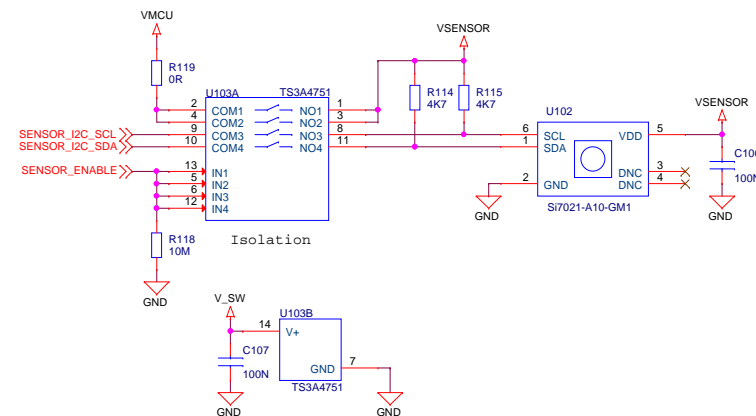 VMCU
VSENSOR
R119
0R
U103A
TS3A4751
R114
4K7
R115
4K7
U102
VSENSOR
2
COM1
NO1
1
4
COM2
NO2
3
SENSOR_I2C_SCL
9
COM3
NO3
8
6
SCL
VDD
5
SENSOR_I2C_SDA
10
COM4
NO4
11
1
SDA
SENSOR_ENABLE
13
IN1
5
IN2
6
IN3
12
IN4
DNC
3
2
GND
DNC
4
100N
GND
Si7021-A10-GM1
GND
R118
10M
Isolation
GND
V_SW
U103B
14
V+
C107
100N
GND
7
TS3A4751
GND
GND